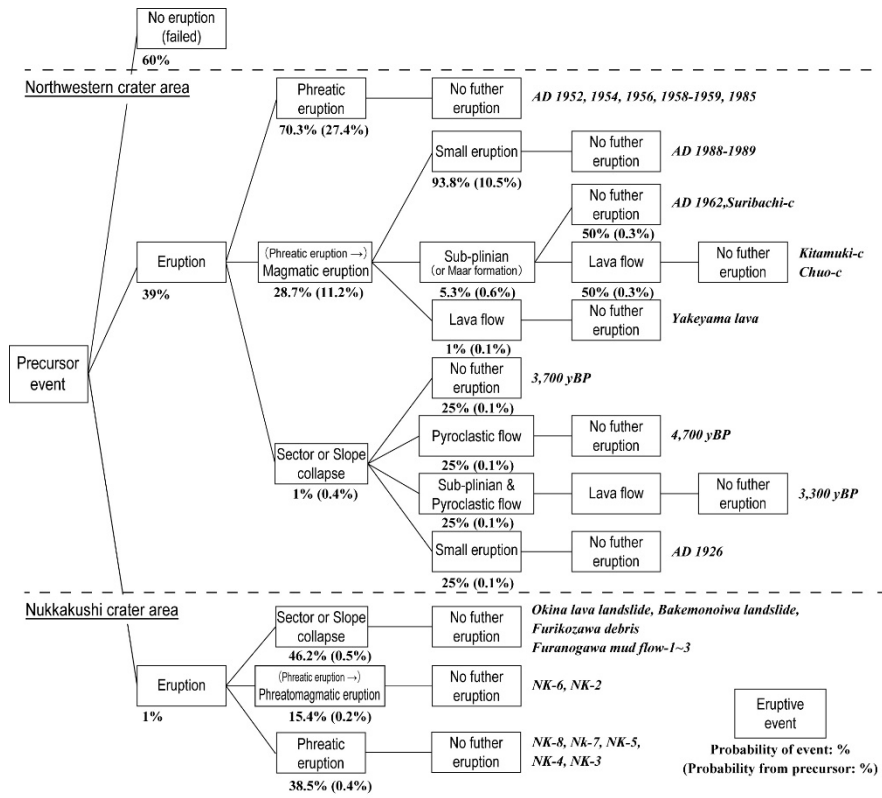 No eruption
(failed)
60%
Northwestern crater area
Phreatic
eruption
70.3% (27.4%)
No futher
eruption
AD 1952, 1954, 1956, 1958-1959, 1985
Small eruption
93.8% (10.5%)
No futher
eruption
AD 1988-1989
No futher
eruption
50% (0.3%)
AD 1962,Suribachi-c
Eruption
39%
(Phreatic eruption →)
Magmatic eruption
28.7% (11.2%)
Sub-plinian
(or Maar formation)
5.3% (0.6%)
Lava flow
50% (0.3%)
No futher
eruption
Kitamuki-c
Chuo-c
Lava flow
1% (0.1%)
No futher
eruption
Yakeyama lava
Precursor
event
No futher
eruption
25% (0.1%)
3,700 yBP
Sector or Slope
collapse
1% (0.4%)
Pyroclastic flow
25% (0.1%)
No futher
eruption
4,700 yBP
Sub-plinian &
Pyroclastic flow
25% (0.1%)
Lava flow
No futher
eruption
3,300 yBP
Small eruption
25% (0.1%)
No futher
eruption
AD 1926
Nukkakushi crater area
Sector or Slope
collapse
46.2% (0.5%)
No futher
eruption
Okina lava landslide, Bakemonoiwa landslide,
Furikozawa debris
Furanogawa mud flow-1~3
Eruption
1%
(Phreatic eruption →)
Phreatomagmatic eruption
15.4% (0.2%)
No futher
eruption
NK-6, NK-2
Phreatic
eruption
38.5% (0.4%)
No futher
eruption
NK-8, Nk-7, NK-5,
NK-4, NK-3
Eruptive
event
Probability of event: %
(Probability from precursor: %)